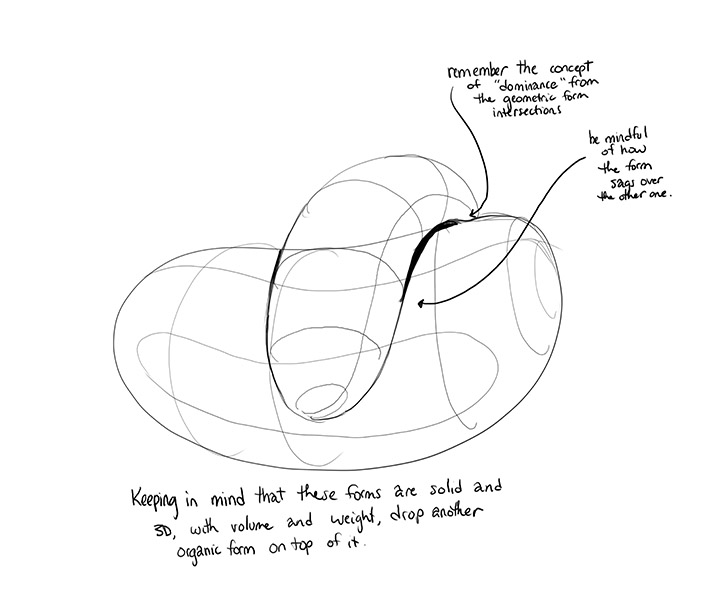 remember the concept
of "dominance" from
the geometric form
intersections
be mindful
of how
the form
sags over
the other one.
Keeping in mind that these forms are solid and
3D, with volume and weight, drop another
organic form on top of it.